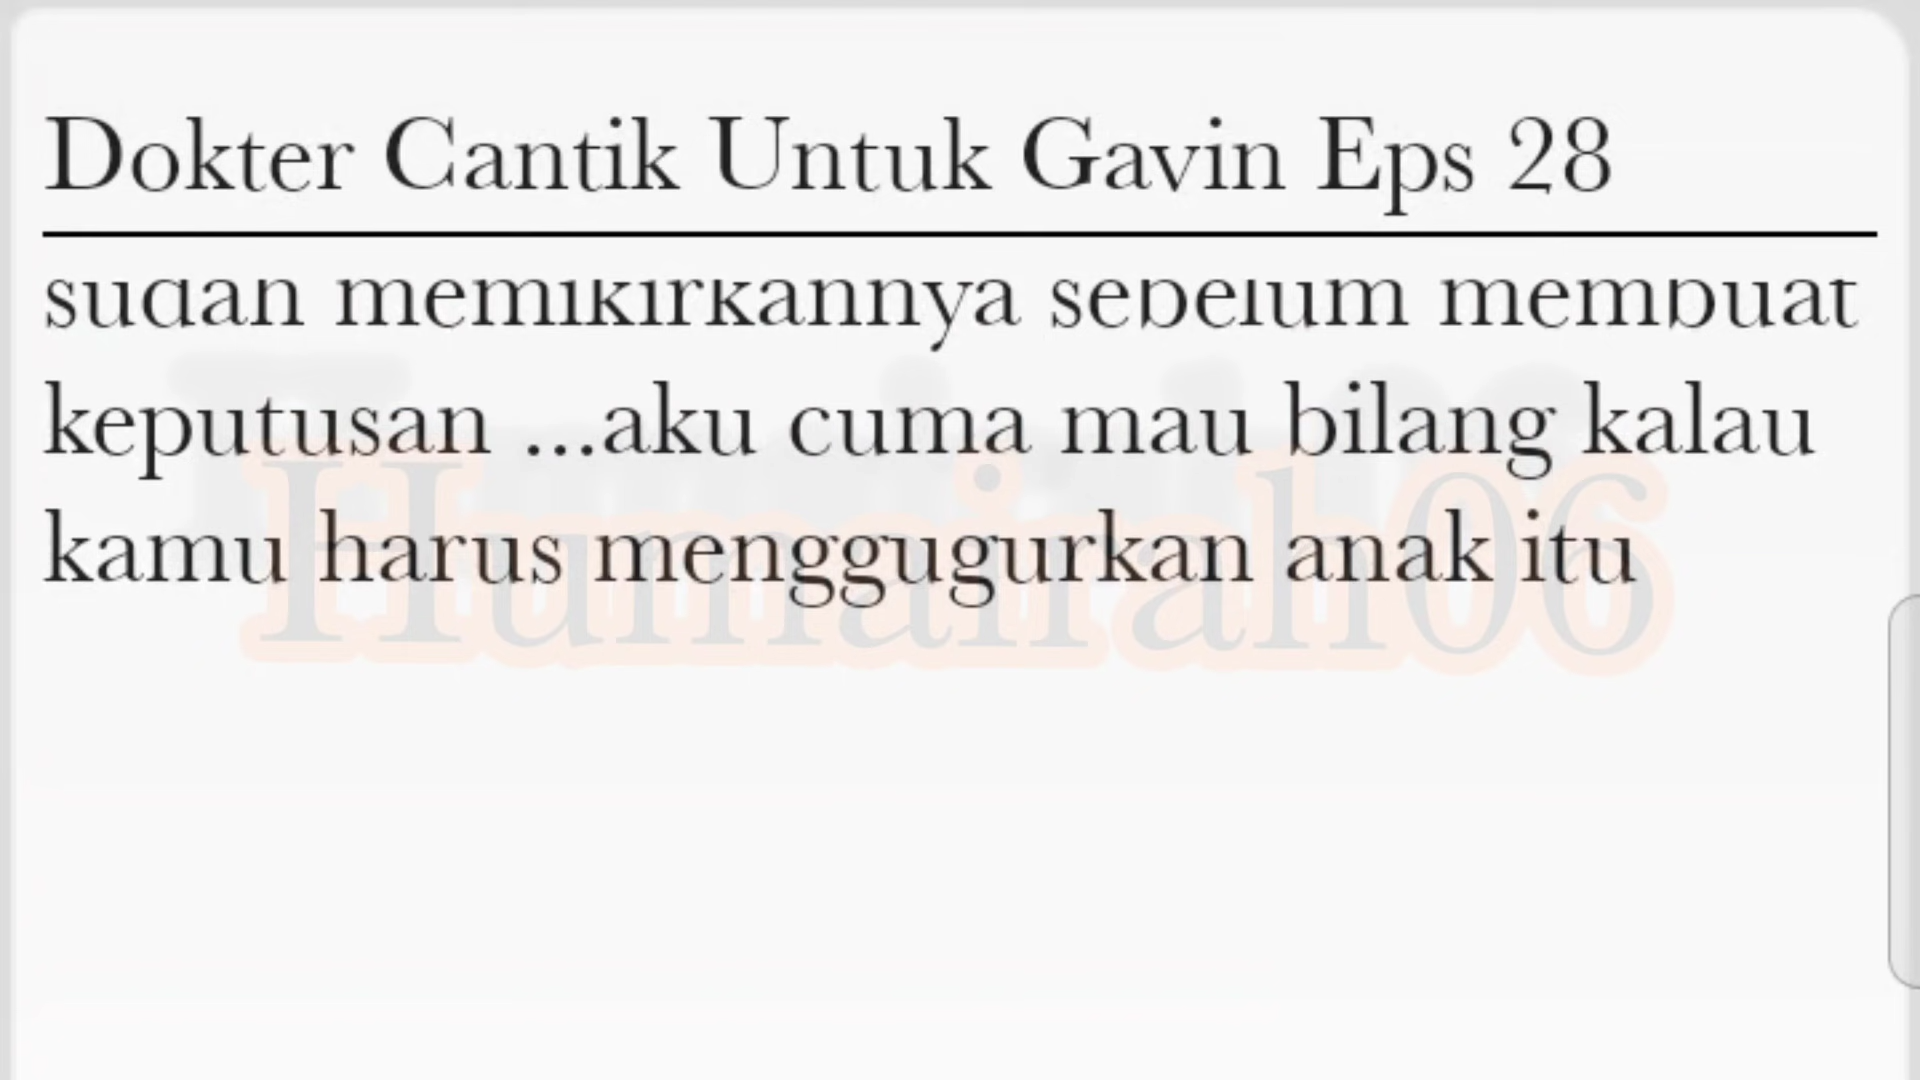 Dokter Cantik Untuk Gavin Eps 28
sudah memikirkannya sebelum membuat
keputusan ...aku cuma mau bilang kalau
kamu harus menggugurkan anak itu
Humairah06